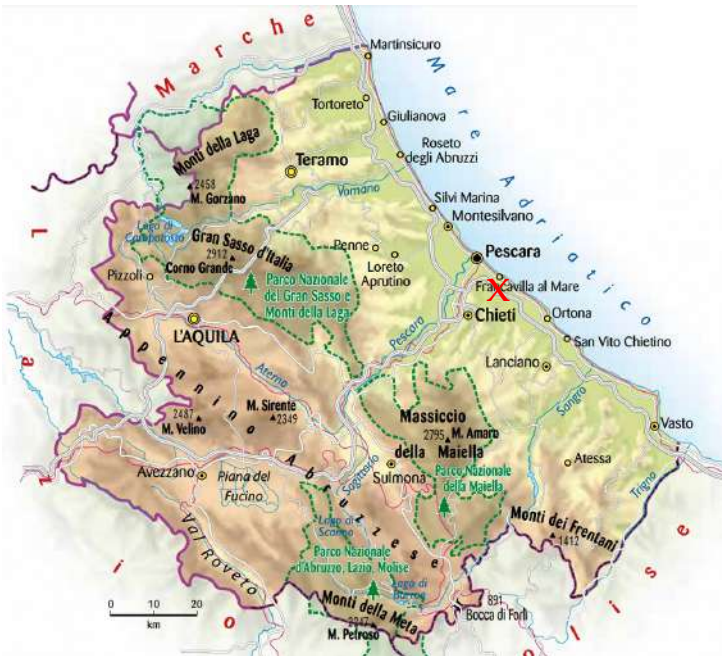 Marche
Mare Adriatico
Martinsicuro
Tortoreto
Giulianova
Roseto
degli Abruzzi
Monti della Laga
Teramo
2458
M. Gorzano
Vomano
Silvi Marina
Montesilvano
Lago di
Campotosto
Gran Sasso d'Italia
2912
Corno Grande
Penne
Loreto
Aprutino
Pescara
Pizzoli
Parco Nazionale
del Gran Sasso e
Monti della Laga
Francavilla al Mare
X
Chieti
Ortona
L'AQUILA
Pescara
San Vito Chietino
Lanciano
Aterno
Appennino Abruzzese
M. Sirente
2349
2487
M. Velino
Massiccio
della Maiella
2795 M. Amaro
Sangro
Vasto
Avezzano
Piana del
Fucino
Sagittario
Sulmona
Parco Nazionale
della Maiella
Atessa
Trigno
Val Roveto
Lago di
Scanno
Monti dei Frentani
1412
Parco Nazionale
d'Abruzzo, Lazio, Molise
Lago di
Barrea
Monti della Meta
2247
M. Petroso
891
Bocca di Forlì
0 10 20
km
Lazio
olise